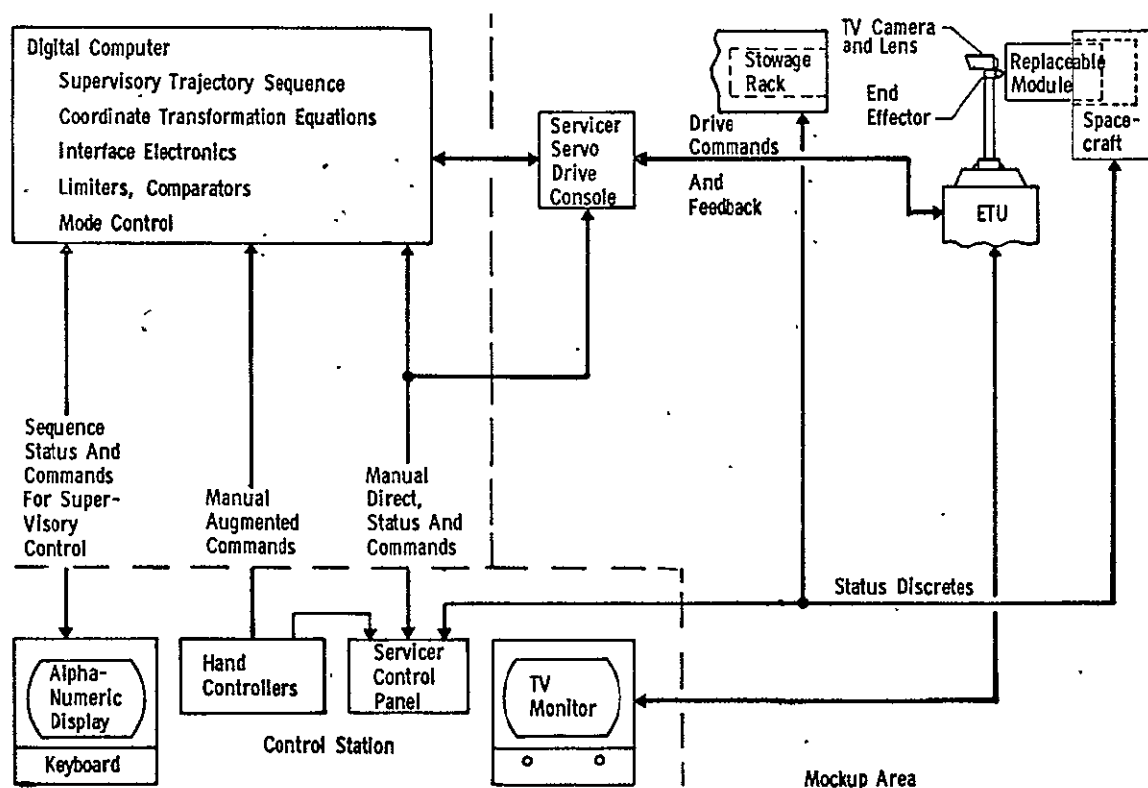 Digital Computer
Supervisory Trajectory Sequence
Coordinate Transformation Equations
Interface Electronics
Limiters, Comparators
Mode Control
Servicer
Servo
Drive
Console
Stowage
Rack
Drive
Commands
And
Feedback
TV Camera
and Lens
End
Effector
Replaceable
Module
Space-
craft
ETU
Sequence
Status And
Commands
For Super-
Visory
Control
Manual
Augmented
Commands
Manual
Direct,
Status And
Commands
Status Discretes
Alpha-
Numeric
Display
Keyboard
Hand
Controllers
Servicer
Control
Panel
Control Station
TV
Monitor
Mockup Area